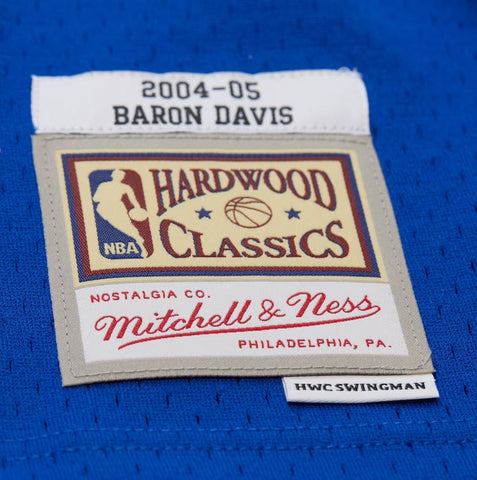 2004-05
BARON DAVIS
HARDWOOD
CLASSICS
NBA
NOSTALGIA CO.
Mitchell & Ness
PHILADELPHIA, PA.
HWC SWINGMAN